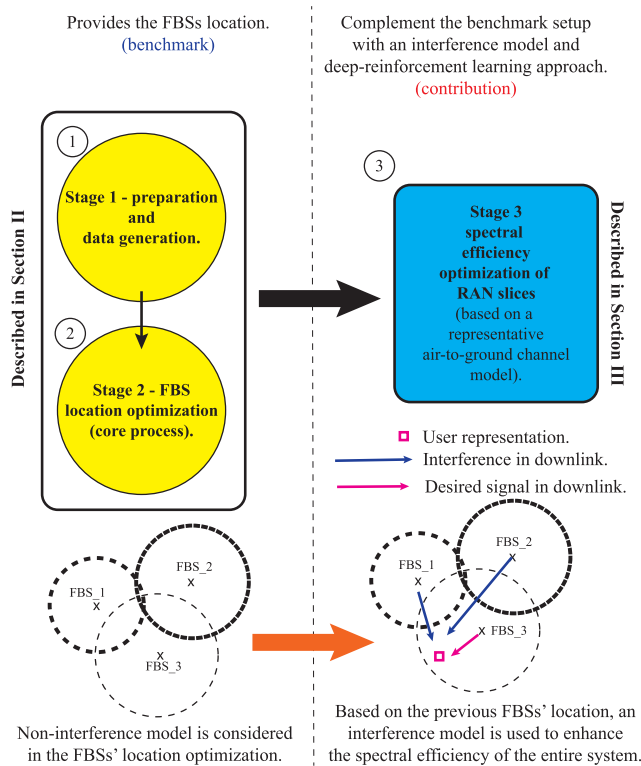 Provides the FBSs location.
(benchmark)
Complement the benchmark setup
with an interference model and
deep-reinforcement learning approach.
(contribution)
Described in Section II
1
Stage 1 - preparation
and
data generation.
2
Stage 2 - FBS
location optimization
(core process).
3
Stage 3
spectral
efficiency
optimization of
RAN slices
(based on a
representative
air-to-ground channel
model).
Described in Section III
User representation.
Interference in downlink.
Desired signal in downlink.
FBS_1
x
FBS_2
x
x
FBS_3
FBS_1
x
FBS_2
x
x
FBS_3
Non-interference model is considered
in the FBSs' location optimization.
Based on the previous FBSs' location, an
interference model is used to enhance
the spectral efficiency of the entire system.